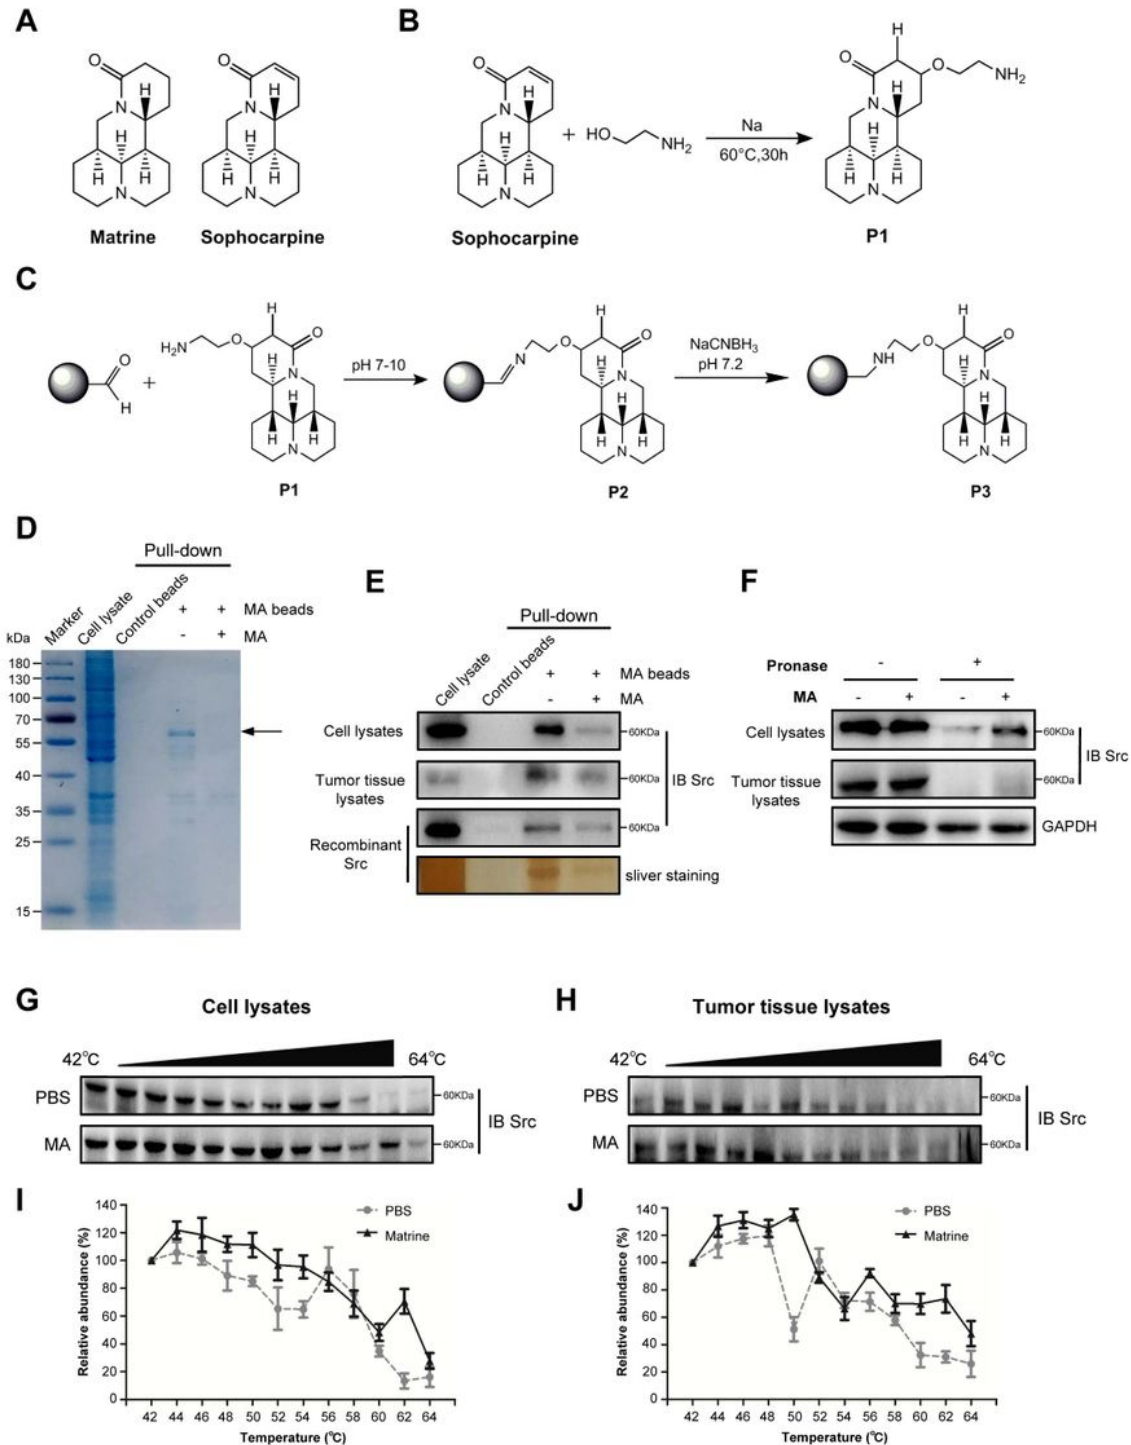 A
O
H
N
H
H
H
N
Matrine
O
H
N
H
H
H
N
Sophocarpine
B
O
H
N
H
H
H
N
Sophocarpine
+
HO
NH2
Na
60°C,30h
H
O
O
NH2
N
H
H
H
H
N
P1
C
O
H
+
H
H2N
O
O
H
N
H
H
H
N
P1
pH 7-10
H
N
O
O
H
N
H
H
H
N
P2
NaCNBH3
pH 7.2
H
NH
O
O
H
N
H
H
H
N
P3
D
Pull-down
Marker
Cell lysate
Control beads
+ + MA beads
- + MA
kDa
180
130
100
70
55
40
35
25
15
E
Pull-down
Cell lysate
Control beads
+ + MA beads
- + MA
Cell lysates
60KDa
Tumor tissue
lysates
60KDa
IB Src
Recombinant
Src
60KDa
sliver staining
F
Pronase - +
MA - + - +
Cell lysates
60KDa
Tumor tissue
lysates
60KDa
IB Src
GAPDH
G
Cell lysates
42°C
64°C
PBS
60KDa
MA
60KDa
IB Src
H
Tumor tissue lysates
42°C
64°C
PBS
60KDa
MA
60KDa
IB Src
I
Relative abundance (%)
140
120
100
80
60
40
20
0
PBS
Matrine
42 44 46 48 50 52 54 56 58 60 62 64
Temperature (°C)
J
Relative abundance (%)
140
120
100
80
60
40
20
0
PBS
Matrine
42 44 46 48 50 52 54 56 58 60 62 64
Temperature (°C)